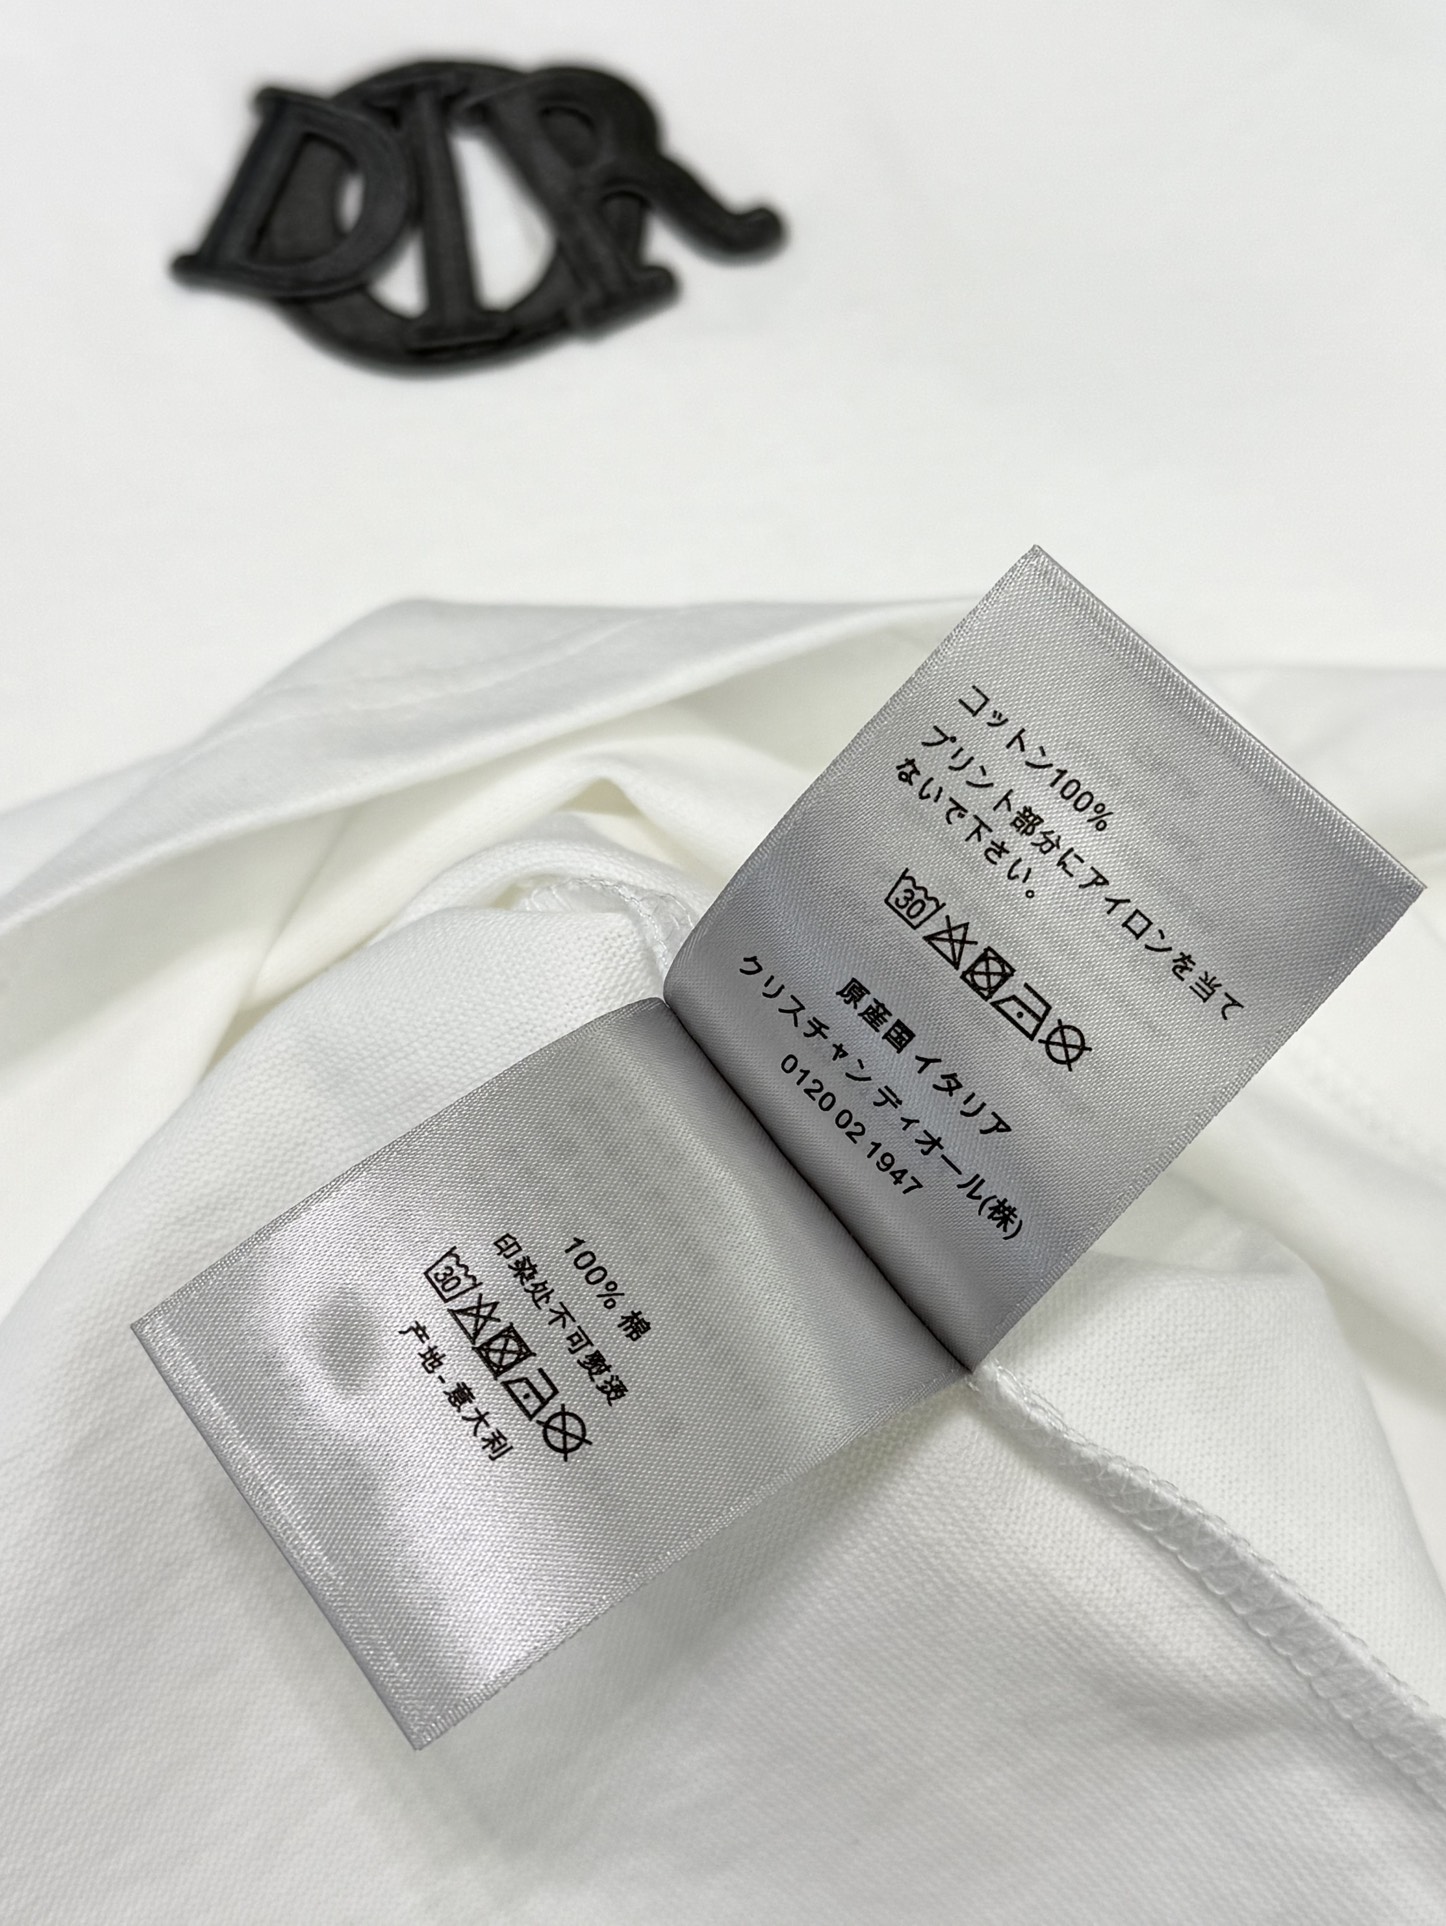 DIOR
コットン100%
プリント部分にアイロンを当て
ないで下さい。
30
原産国 イタリア
クリスチャン ディオール(株)
0120 02 1947
100% 棉
印染处不可熨烫
30
产地-意大利